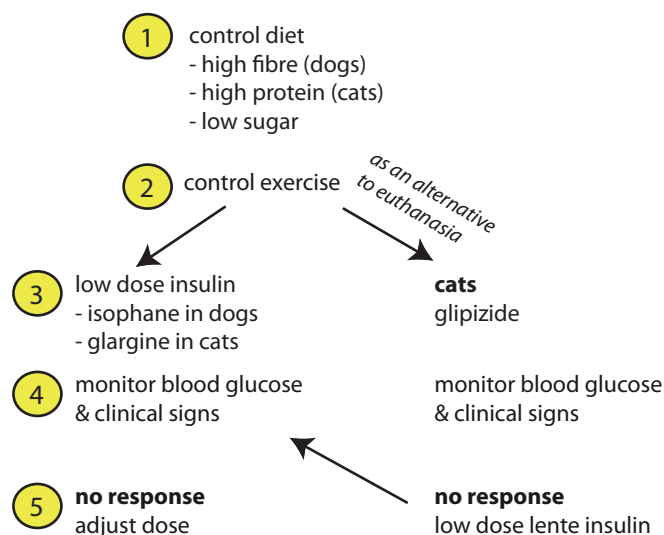 1 control diet
- high fibre (dogs)
- high protein (cats)
- low sugar
2 control exercise
as an alternative
to euthanasia
3 low dose insulin
- isophane in dogs
- glargine in cats
cats
glipizide
4 monitor blood glucose
& clinical signs
monitor blood glucose
& clinical signs
5 no response
adjust dose
no response
low dose lente insulin